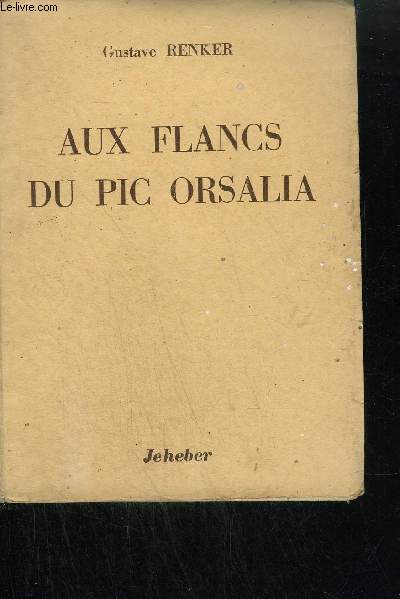 Le-livre.com
Gustave RENKER
AUX FLANCS
DU PIC ORSALIA
Jeheber